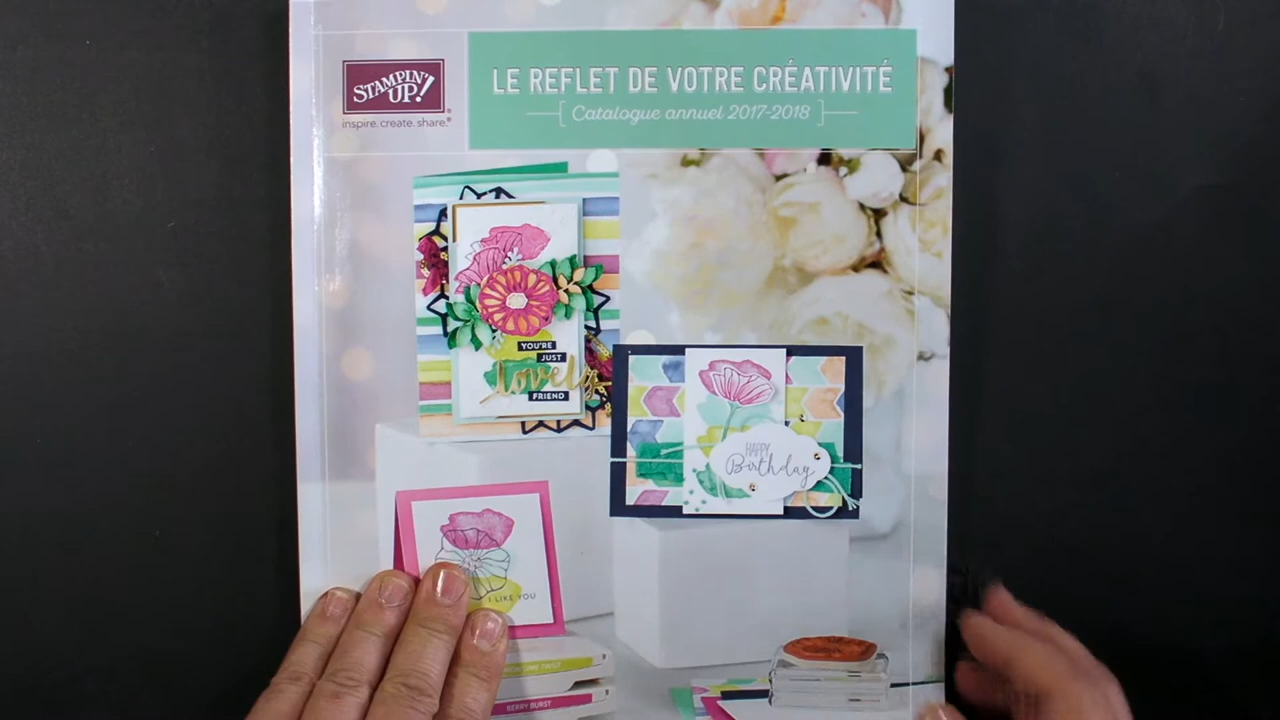 STAMPIN' UP!®
inspire. create. share.®
LE REFLET DE VOTRE CRÉATIVITÉ
Catalogue annuel 2017-2018
YOU'RE
JUST
Lovely
FRIEND
HAPPY
Birthday
I LIKE YOU
BERRY BURST